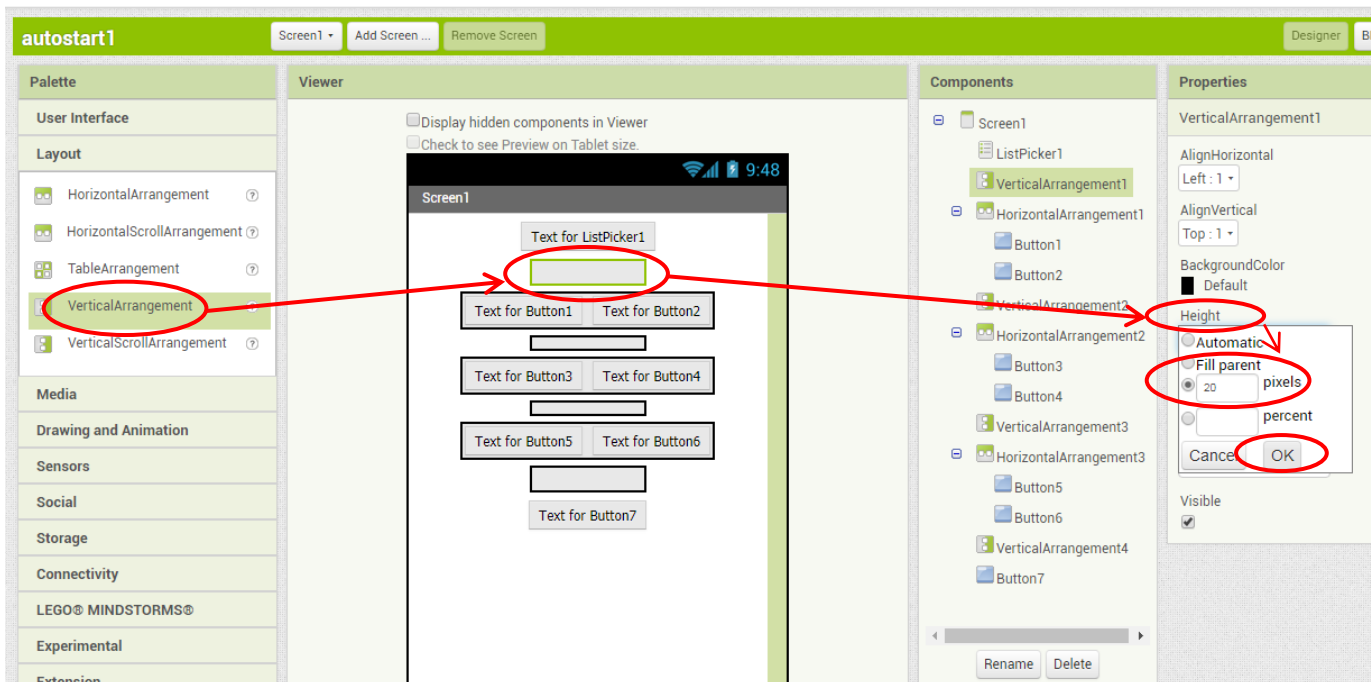 autostart1
Screen1
Add Screen ...
Remove Screen
Designer
Palette
User Interface
Layout
HorizontalArrangement
HorizontalScrollArrangement
TableArrangement
VerticalArrangement
VerticalScrollArrangement
Media
Drawing and Animation
Sensors
Social
Storage
Connectivity
LEGO® MINDSTORMS®
Experimental
Extension
Viewer
Display hidden components in Viewer
Check to see Preview on Tablet size.
9:48
Screen1
Text for ListPicker1
Text for Button1 Text for Button2
Text for Button3 Text for Button4
Text for Button5 Text for Button6
Text for Button7
Components
Screen1
ListPicker1
VerticalArrangement1
HorizontalArrangement1
Button1
Button2
VerticalArrangement2
HorizontalArrangement2
Button3
Button4
VerticalArrangement3
HorizontalArrangement3
Button5
Button6
VerticalArrangement4
Button7
Rename Delete
Properties
VerticalArrangement1
AlignHorizontal
Left : 1
AlignVertical
Top : 1
BackgroundColor
Default
Height
Automatic
Fill parent
20 pixels
percent
Cancel OK
Visible